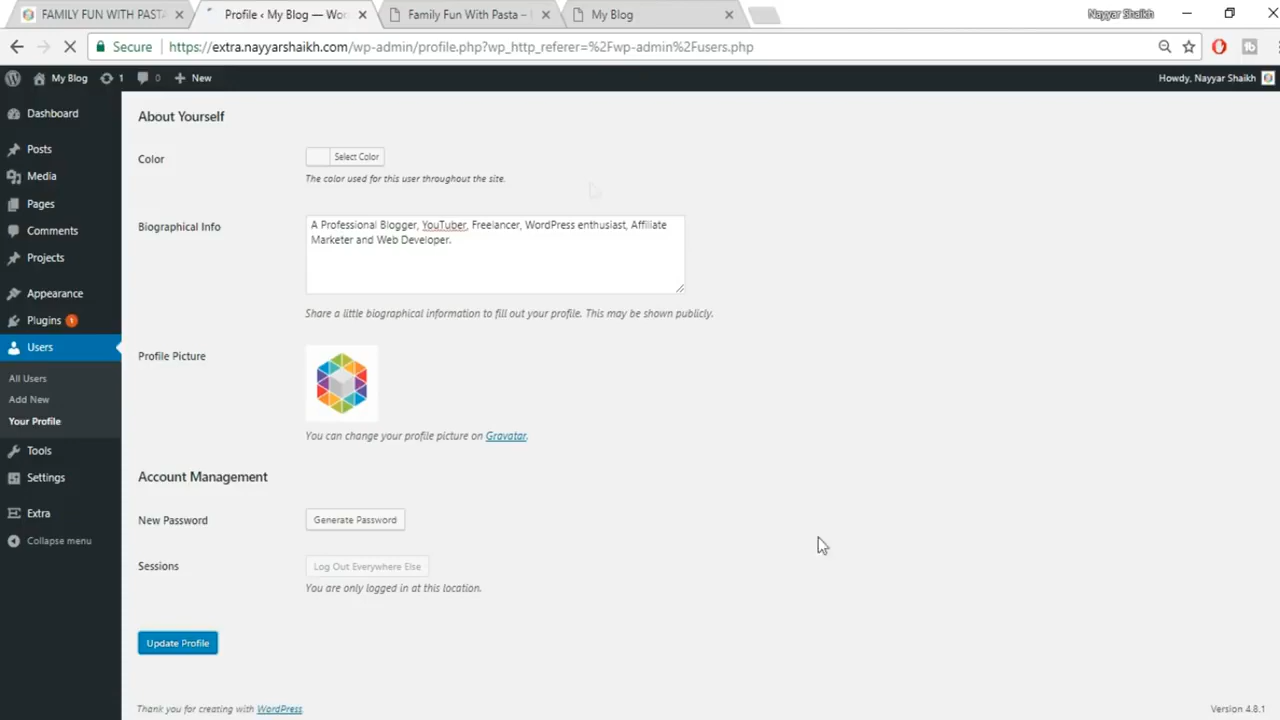 FAMILY FUN WITH PASTA
Profile ‹ My Blog — Wor
Family Fun With Pasta –
My Blog
Nayyar Shaikh
Secure
https://extra.nayyarshaikh.com/wp-admin/profile.php?wp_http_referer=%2Fwp-admin%2Fusers.php
My Blog
1
0
New
Howdy, Nayyar Shaikh
Dashboard
Posts
Media
Pages
Comments
Projects
Appearance
Plugins 1
Users
All Users
Add New
Your Profile
Tools
Settings
Extra
Collapse menu
About Yourself
Color
Select Color
The color used for this user throughout the site.
Biographical Info
A Professional Blogger, YouTuber, Freelancer, WordPress enthusiast, Affiliate
Marketer and Web Developer.
Share a little biographical information to fill out your profile. This may be shown publicly.
Profile Picture
You can change your profile picture on Gravatar.
Account Management
New Password
Generate Password
Sessions
Log Out Everywhere Else
You are only logged in at this location.
Update Profile
Thank you for creating with WordPress.
Version 4.8.1